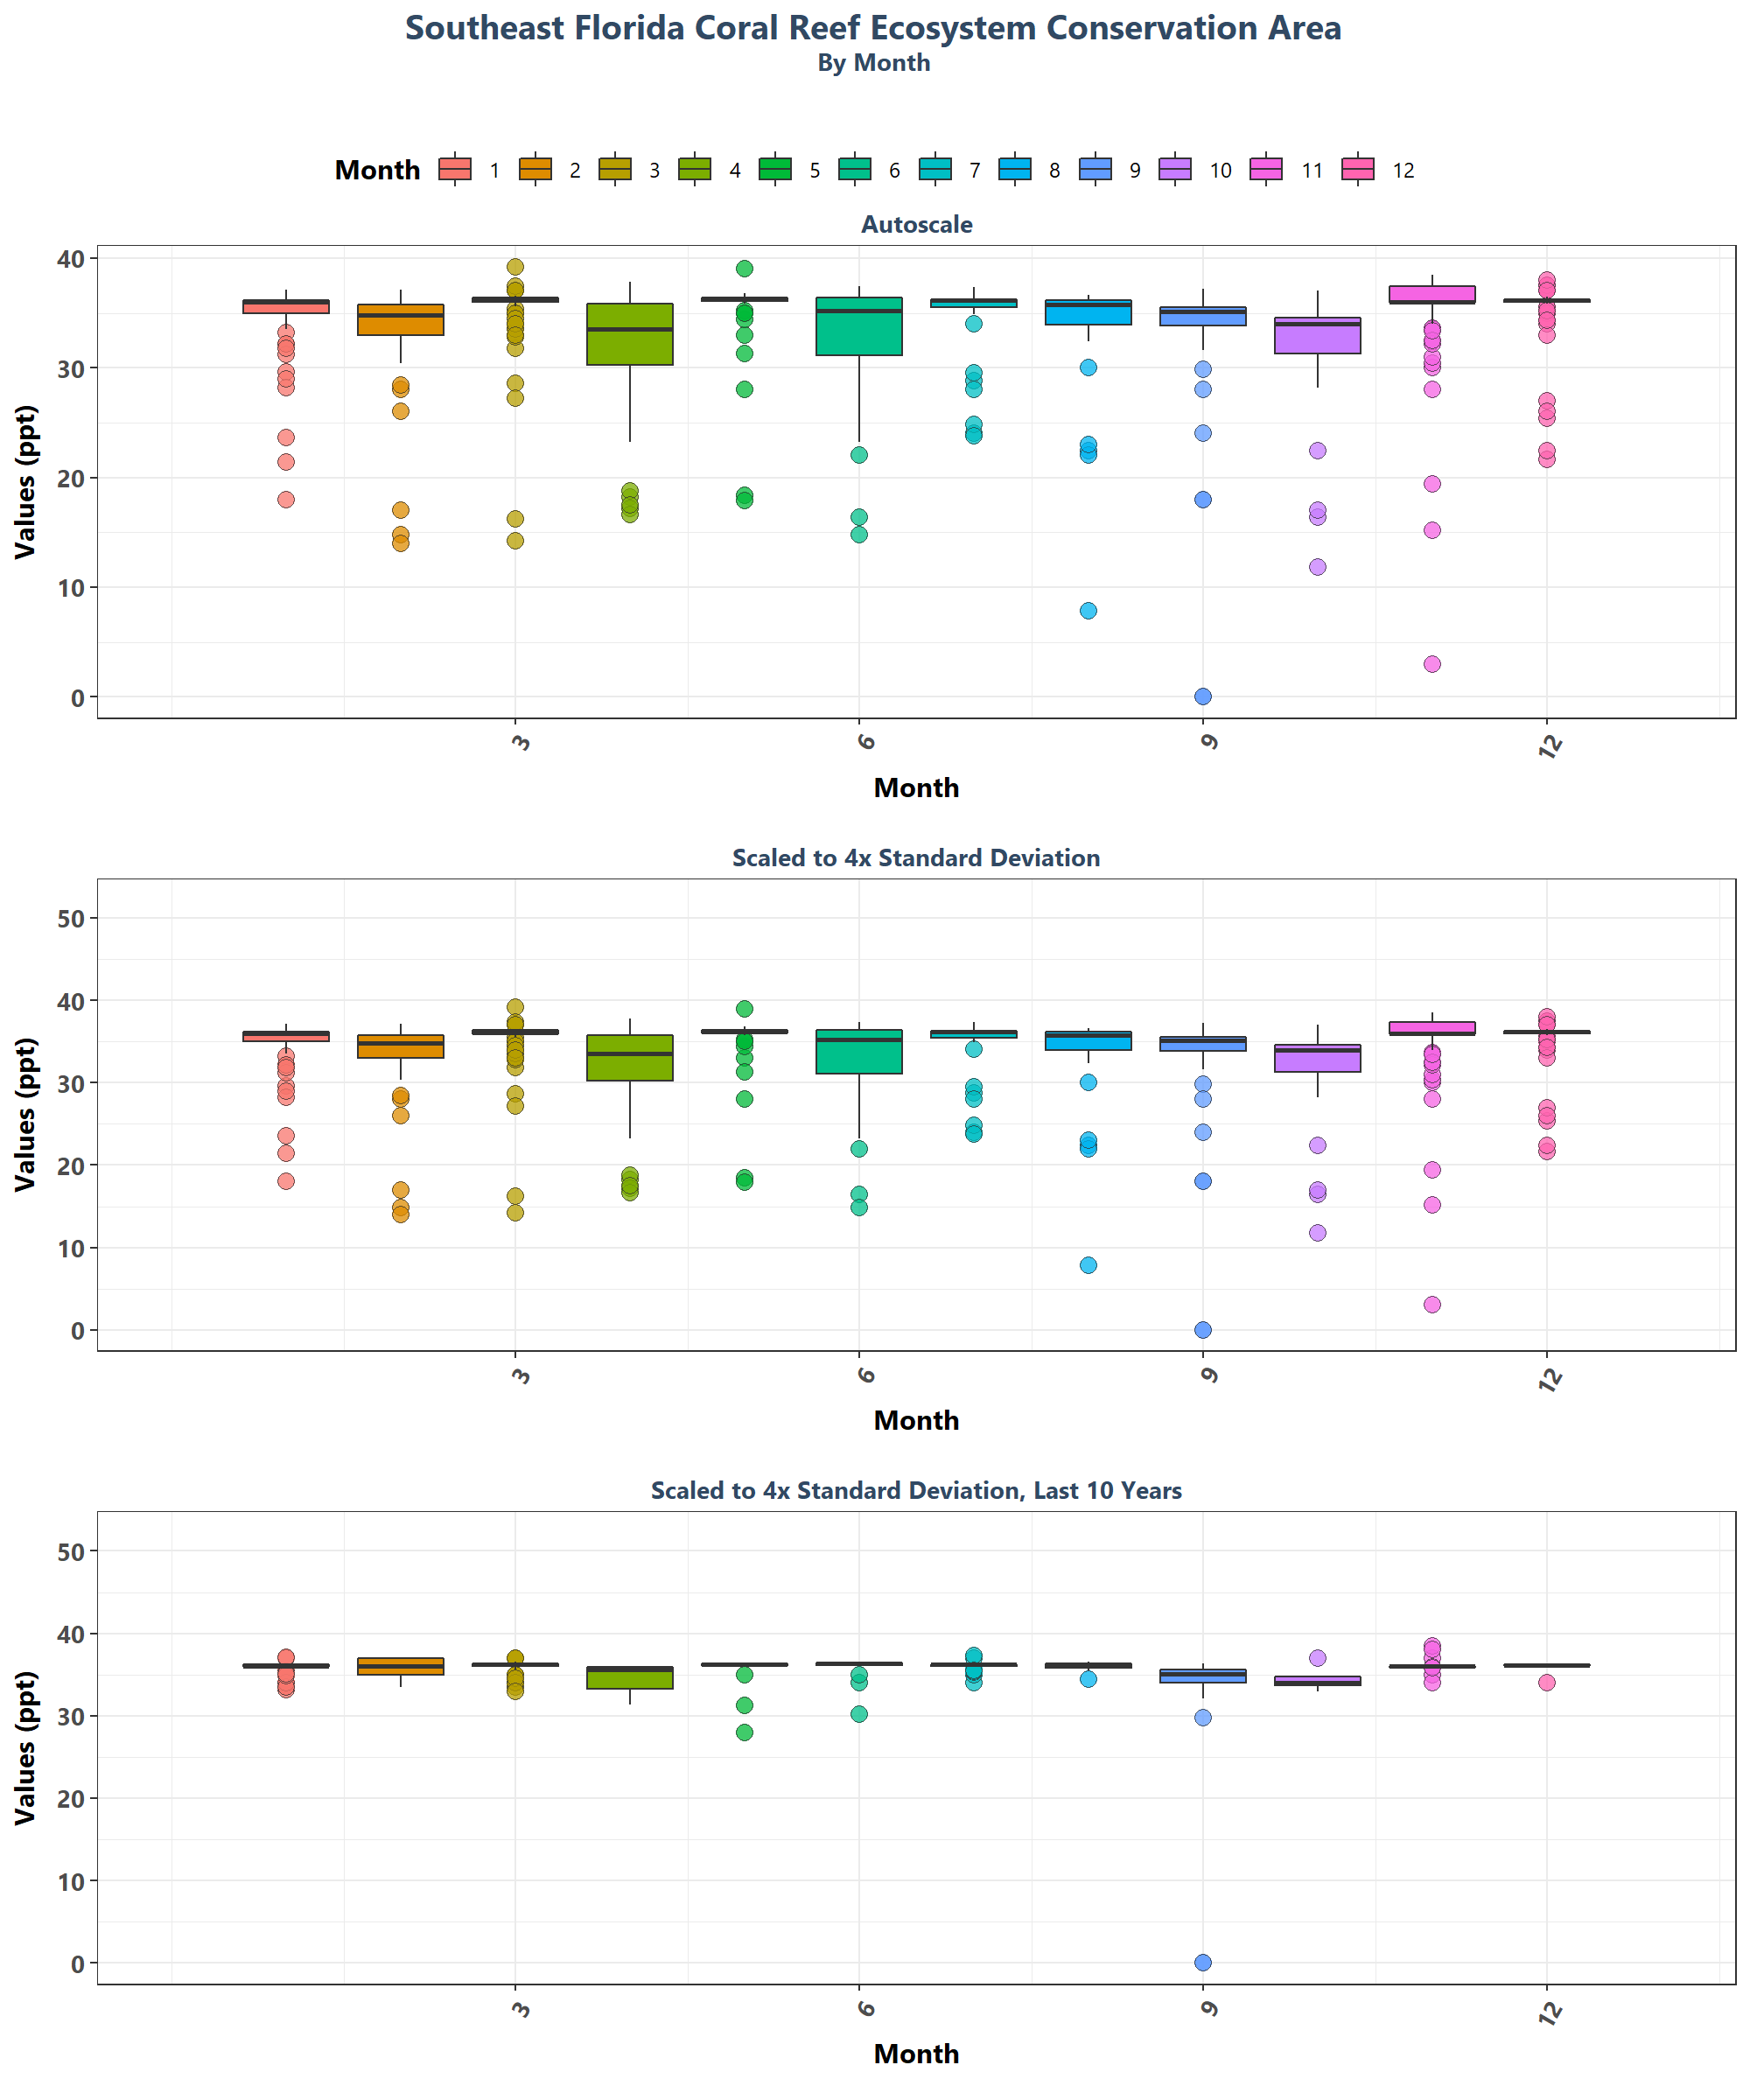 Southeast Florida Coral Reef Ecosystem Conservation Area
By Month
Month 1 2 3 4 5 6 7 8 9 10 11 12
Autoscale
Values (ppt)
40
30
20
10
0
3 6 9 12
Month
Scaled to 4x Standard Deviation
Values (ppt)
50
40
30
20
10
0
3 6 9 12
Month
Scaled to 4x Standard Deviation, Last 10 Years
Values (ppt)
50
40
30
20
10
0
3 6 9 12
Month